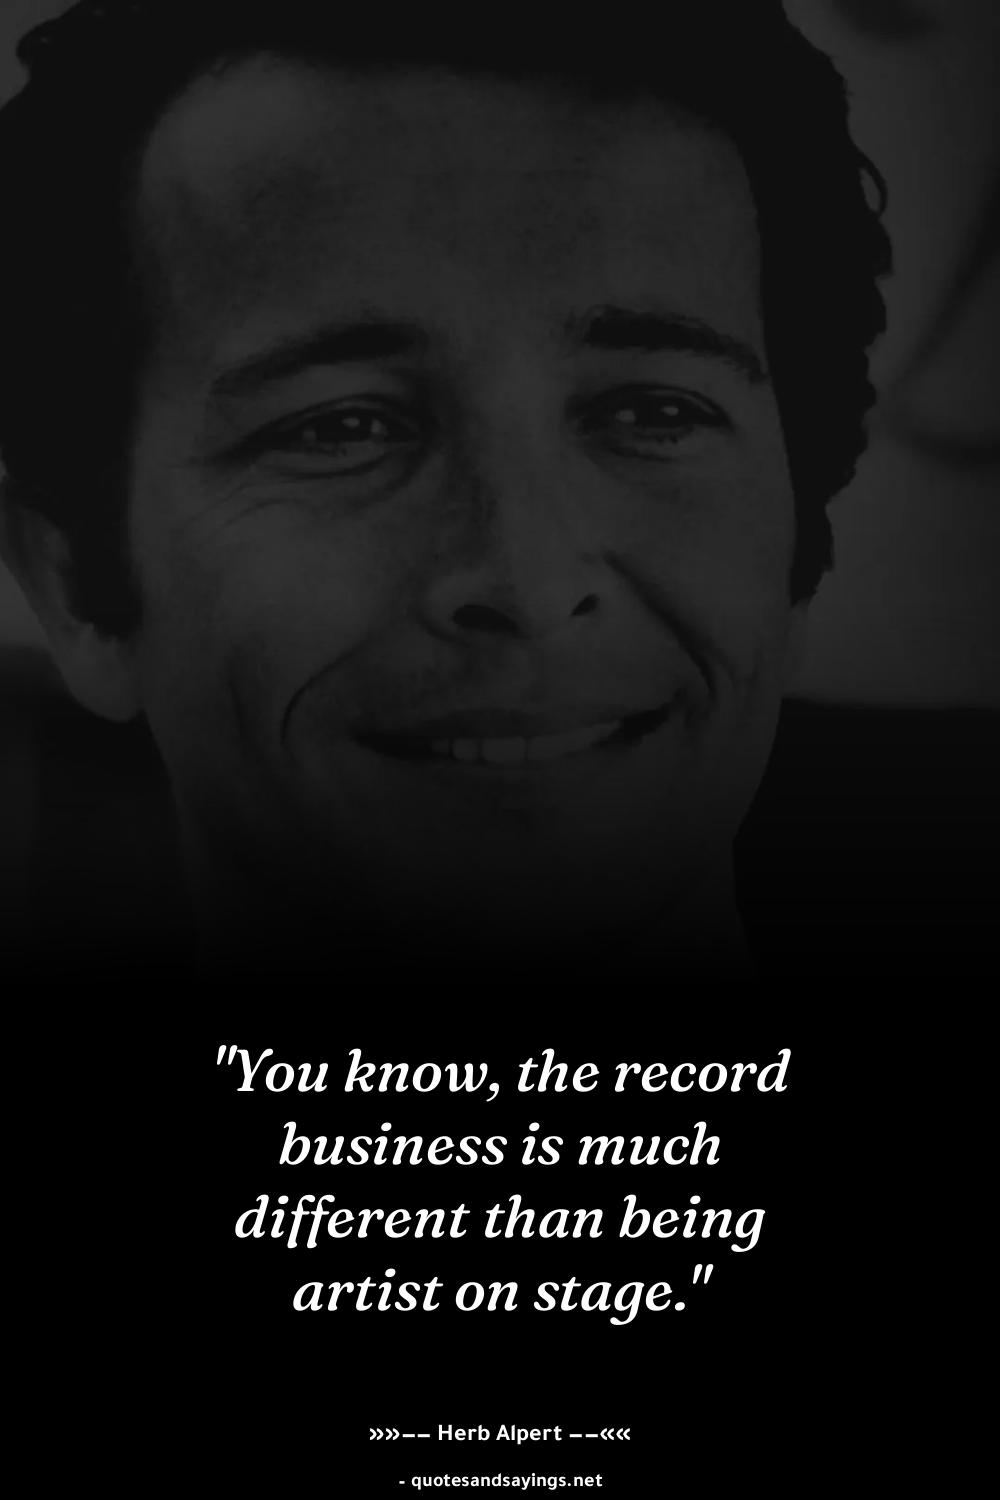 "You know, the record
business is much
different than being
artist on stage."
»»−− Herb Alpert −−««
- quotesandsayings.net